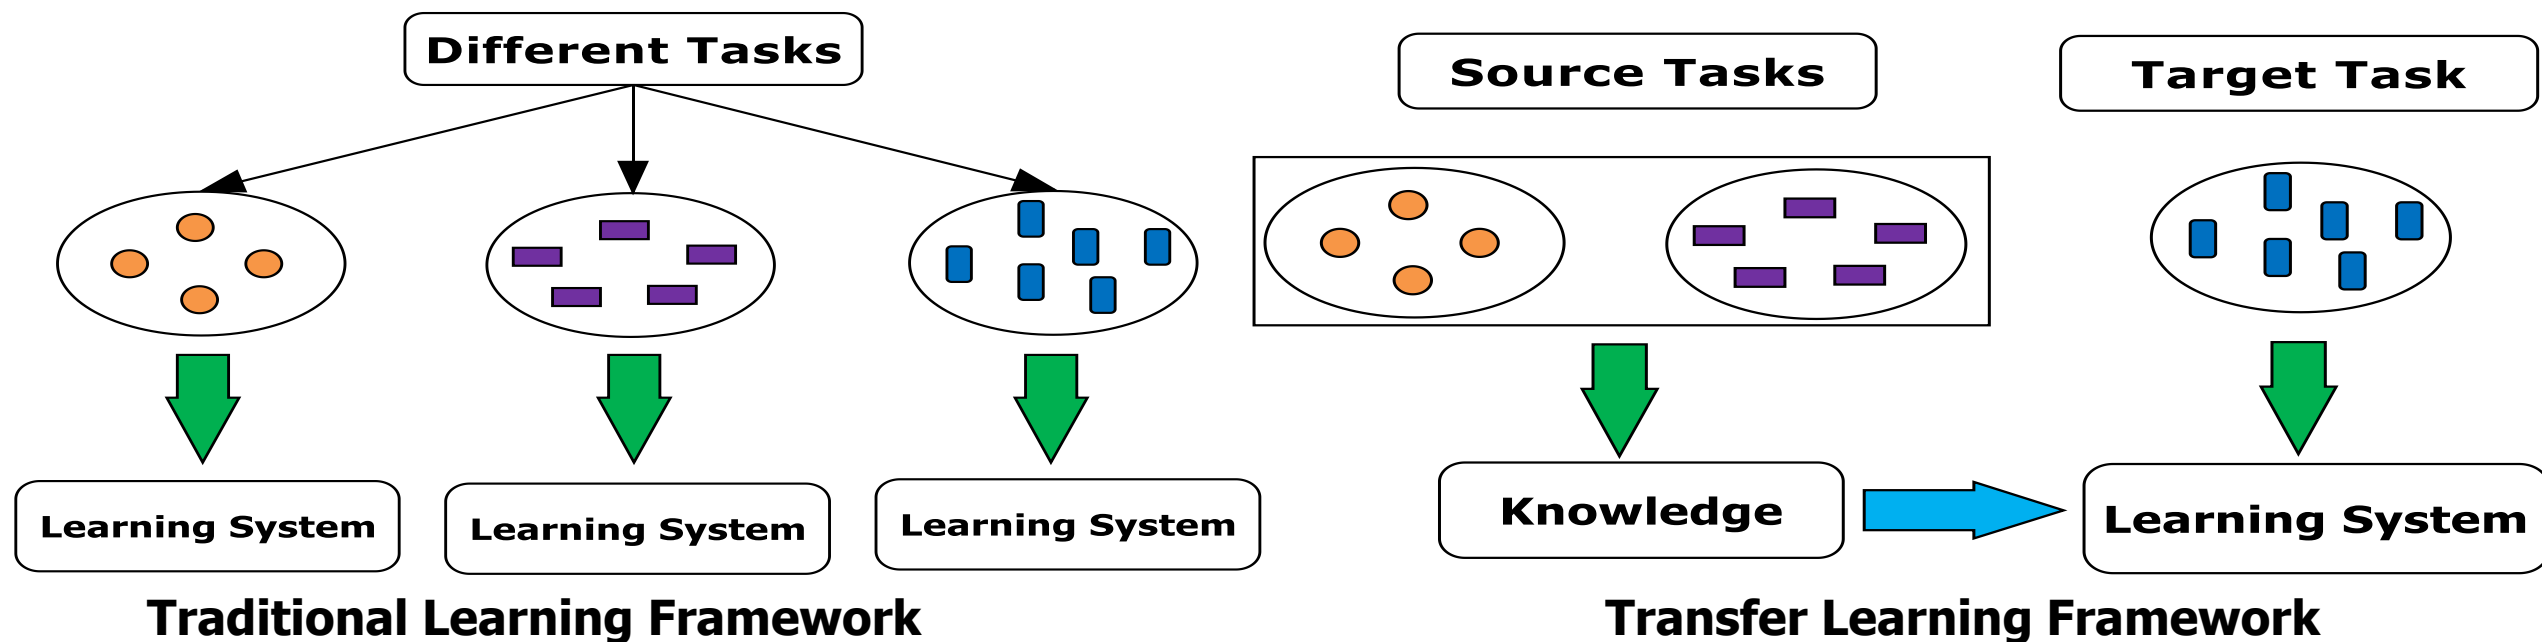 Different Tasks
Learning System
Learning System
Learning System
Traditional Learning Framework
Source Tasks
Target Task
Knowledge
Learning System
Transfer Learning Framework